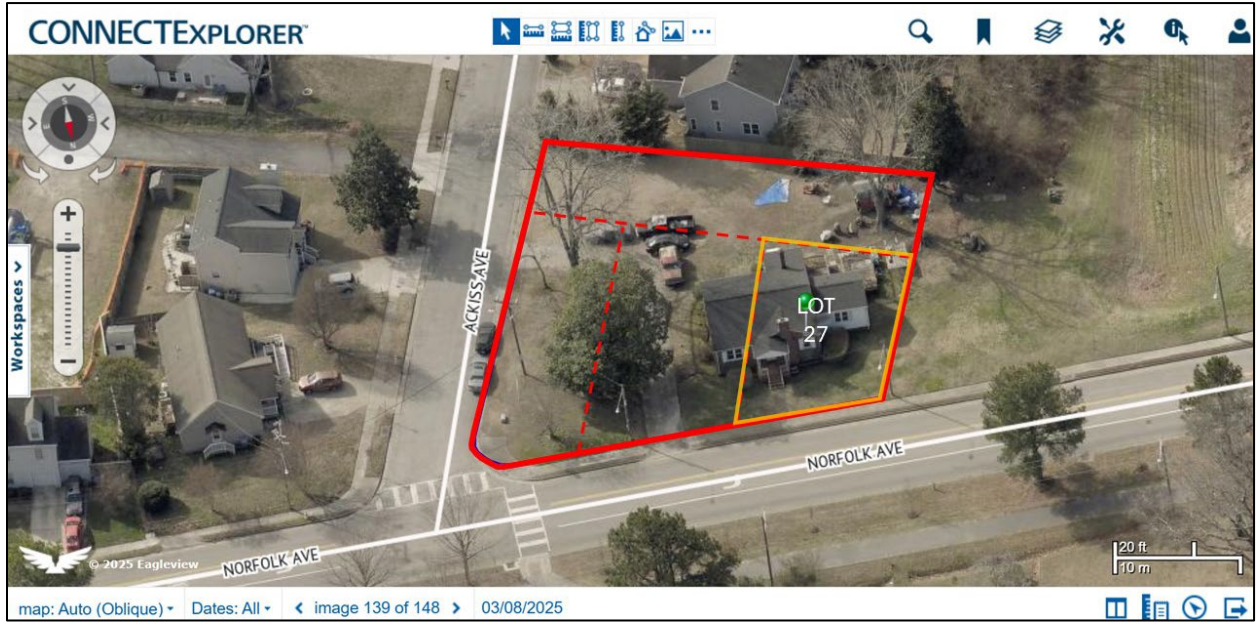 CONNECTEXPLORER™
S
W
N
+
−
Workspaces
ACKISS AVE
LOT
27
NORFOLK AVE
NORFOLK AVE
20 ft
10 m
© 2025 Eagleview
map: Auto (Oblique) Dates: All < image 139 of 148 > 03/08/2025